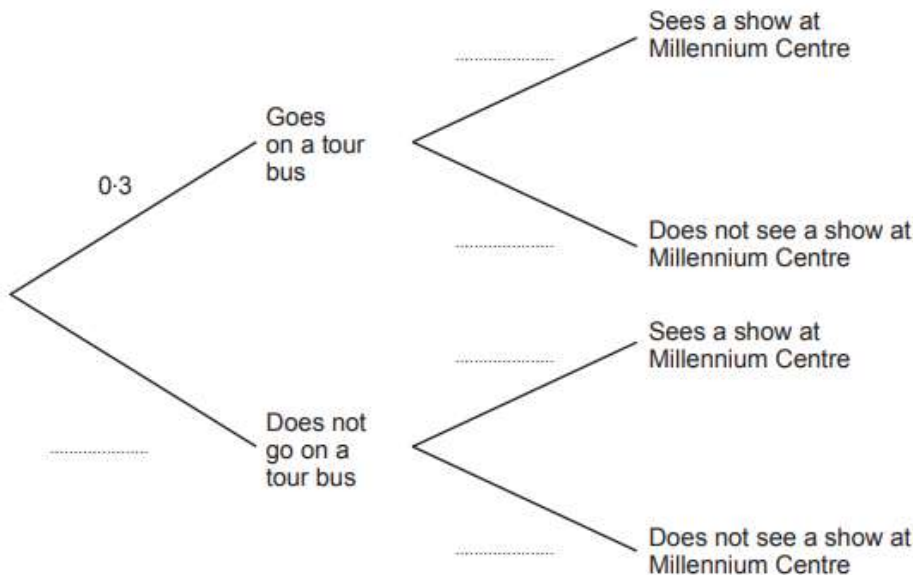 Sees a show at
Millennium Centre
Goes
on a tour
bus
0·3
Does not see a show at
Millennium Centre
Sees a show at
Millennium Centre
Does not
go on a
tour bus
Does not see a show at
Millennium Centre